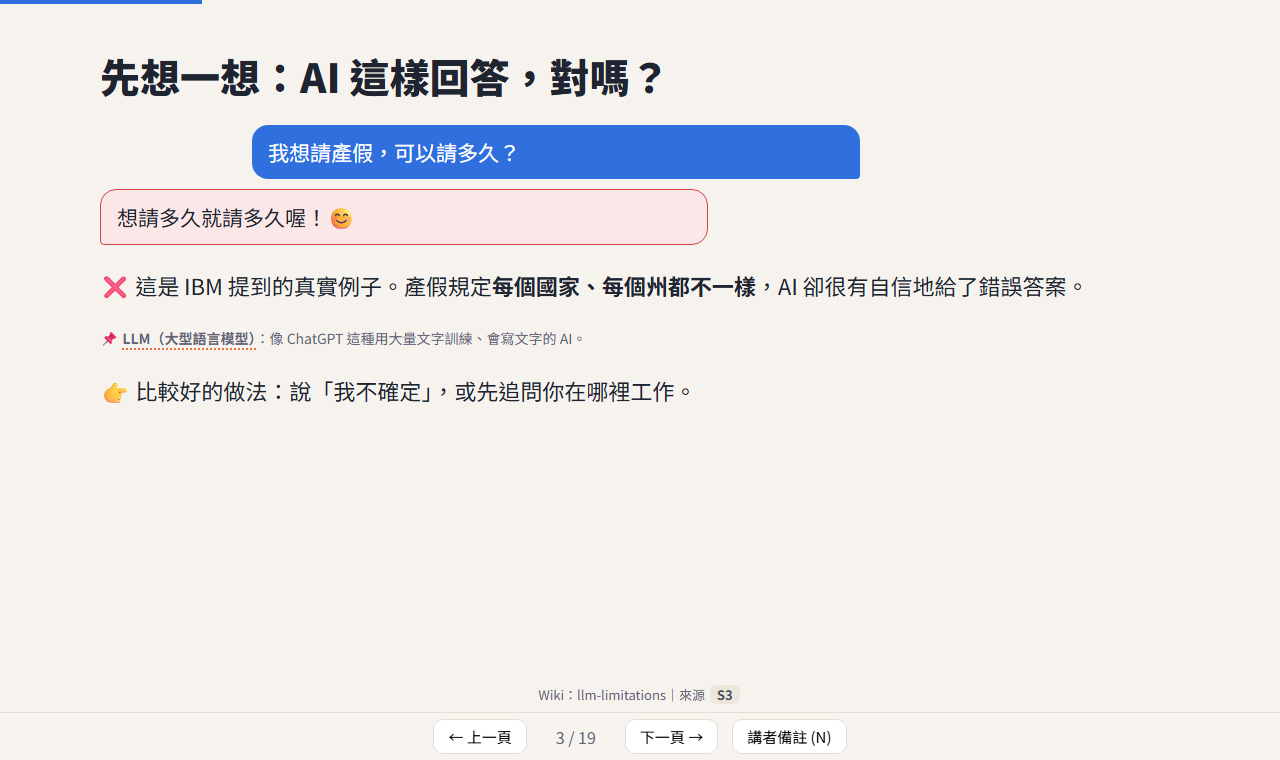 先想一想：AI 這樣回答，對嗎？
我想請產假，可以請多久？
想請多久就請多久喔！😊
❌ 這是 IBM 提到的真實例子。產假規定每個國家、每個州都不一樣，AI 卻很有自信地給了錯誤答案。
📌 LLM（大型語言模型）：像 ChatGPT 這種用大量文字訓練、會寫文字的 AI。
👉 比較好的做法：說「我不確定」，或先追問你在哪裡工作。
Wiki：llm-limitations｜來源 S3
← 上一頁 3 / 19 下一頁 → 講者備註 (N)